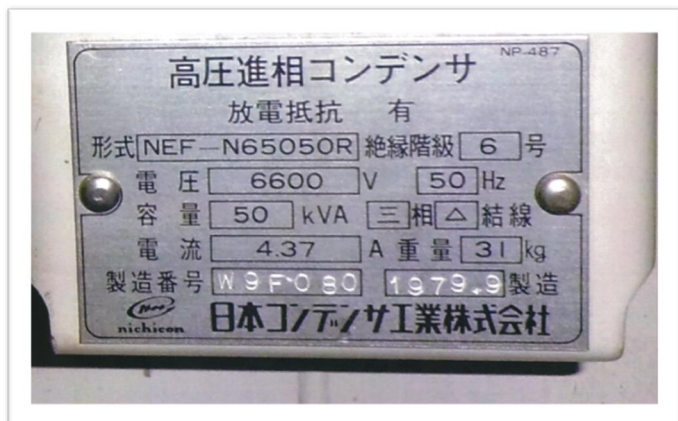 NP-487
高圧進相コンデンサ
放電抵抗 有
形式 NEF-N65050R 絶縁階級 6 号
電圧 6600 V 50 Hz
容量 50 kVA 三相 △ 結線
電流 4.37 A 重量 31 kg
製造番号 W9F080 1979.9 製造
nichicon 日本コンデンサ工業株式会社